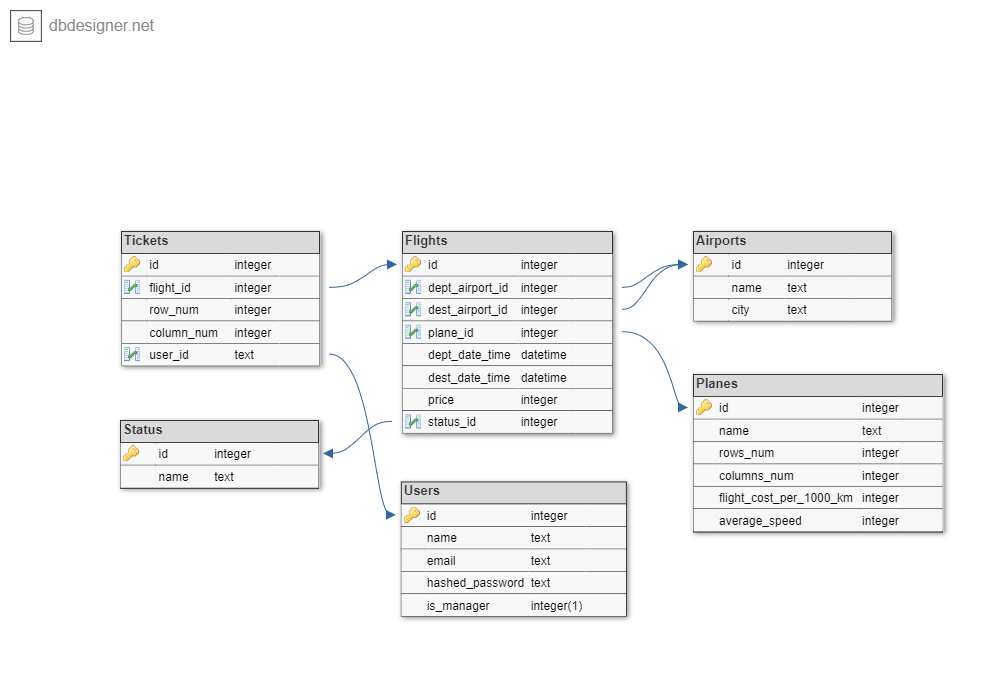 dbdesigner.net
Tickets
id integer
flight_id integer
row_num integer
column_num integer
user_id text
Flights
id integer
dept_airport_id integer
dest_airport_id integer
plane_id integer
dept_date_time datetime
dest_date_time datetime
price integer
status_id integer
Airports
id integer
name text
city text
Planes
id integer
name text
rows_num integer
columns_num integer
flight_cost_per_1000_km integer
average_speed integer
Status
id integer
name text
Users
id integer
name text
email text
hashed_password text
is_manager integer(1)